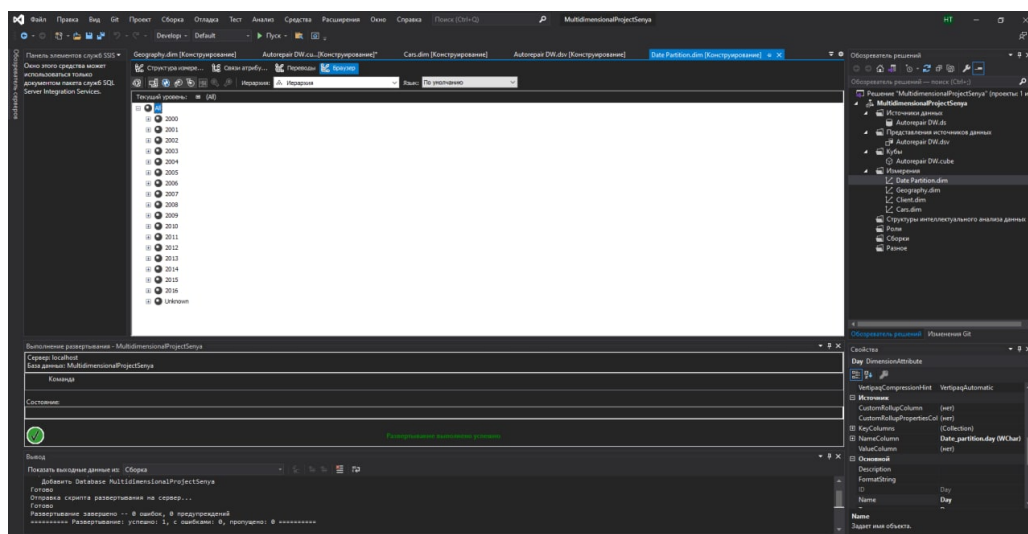 Файл Правка Вид Git Проект Сборка Отладка Тест Анализ Средства Расширения Окно Справка Поиск (Ctrl+Q) MultidimensionalProjectSenya НТ
Develop Default Пуск
Панель элементов служб SSIS
Окно этого средства может
использоваться только
документом пакета служб SQL
Server Integration Services.
Обозреватель серверов
Geography.dim [Конструирование] Autorepair DW.cu...[Конструирование]* Cars.dim [Конструирование] Autorepair DW.dsv [Конструирование] Date Partition.dim [Конструирование]
Структура измере... Связи атрибу... Переводы Браузер
Иерархия: Иерархия Язык: По умолчанию
Текущий уровень: (All)
All
2000
2001
2002
2003
2004
2005
2006
2007
2008
2009
2010
2011
2012
2013
2014
2015
2016
Unknown
Выполнение развертывания - MultidimensionalProjectSenya
Сервер: localhost
База данных: MultidimensionalProjectSenya
Команда
Состояние:
Развертывание выполнено успешно.
Вывод
Показать выходные данные из: Сборка
Добавить Database MultidimensionalProjectSenya
Готово
Отправка скрипта развертывания на сервер...
Готово
Развертывание завершено -- 0 ошибок, 0 предупреждений
========== Развертывание: успешно: 1, с ошибками: 0, пропущено: 0 ==========
Обозреватель решений
Обозреватель решений — поиск (Ctrl+;)
Решение "MultidimensionalProjectSenya" (проекты: 1 и
MultidimensionalProjectSenya
Источники данных
Autorepair DW.ds
Представления источников данных
Autorepair DW.dsv
Кубы
Autorepair DW.cube
Измерения
Date Partition.dim
Geography.dim
Client.dim
Cars.dim
Структуры интеллектуального анализа данных
Роли
Сборки
Разное
Обозреватель решений Изменения Git
Свойства
Day DimensionAttribute
VertipaqCompressionHint VertipaqAutomatic
Источник
CustomRollupColumn (нет)
CustomRollupPropertiesCol (нет)
KeyColumns (Collection)
NameColumn Date_partition.day (WChar)
ValueColumn (нет)
Основной
Description
FormatString
ID Day
Name Day
Name
Задает имя объекта.